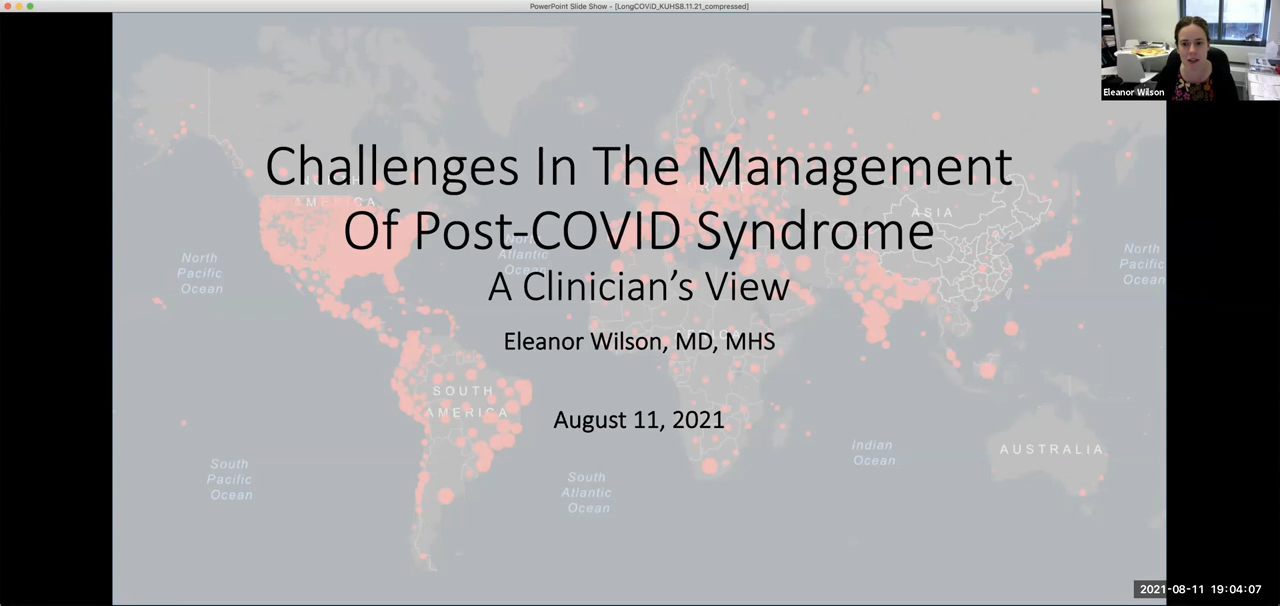 PowerPoint Slide Show - [LongCOVID_KUHS8.11.21_compressed]
Eleanor Wilson
Challenges In The Management
Of Post-COVID Syndrome
A Clinician's View
Eleanor Wilson, MD, MHS
August 11, 2021
AMERICA
North
Pacific
Ocean
North
Atlantic
Ocean
ASIA
North
Pacific
Ocean
AFRICA
SOUTH
AMERICA
South
Pacific
Ocean
South
Atlantic
Ocean
Indian
Ocean
AUSTRALIA
2021-08-11 19:04:07